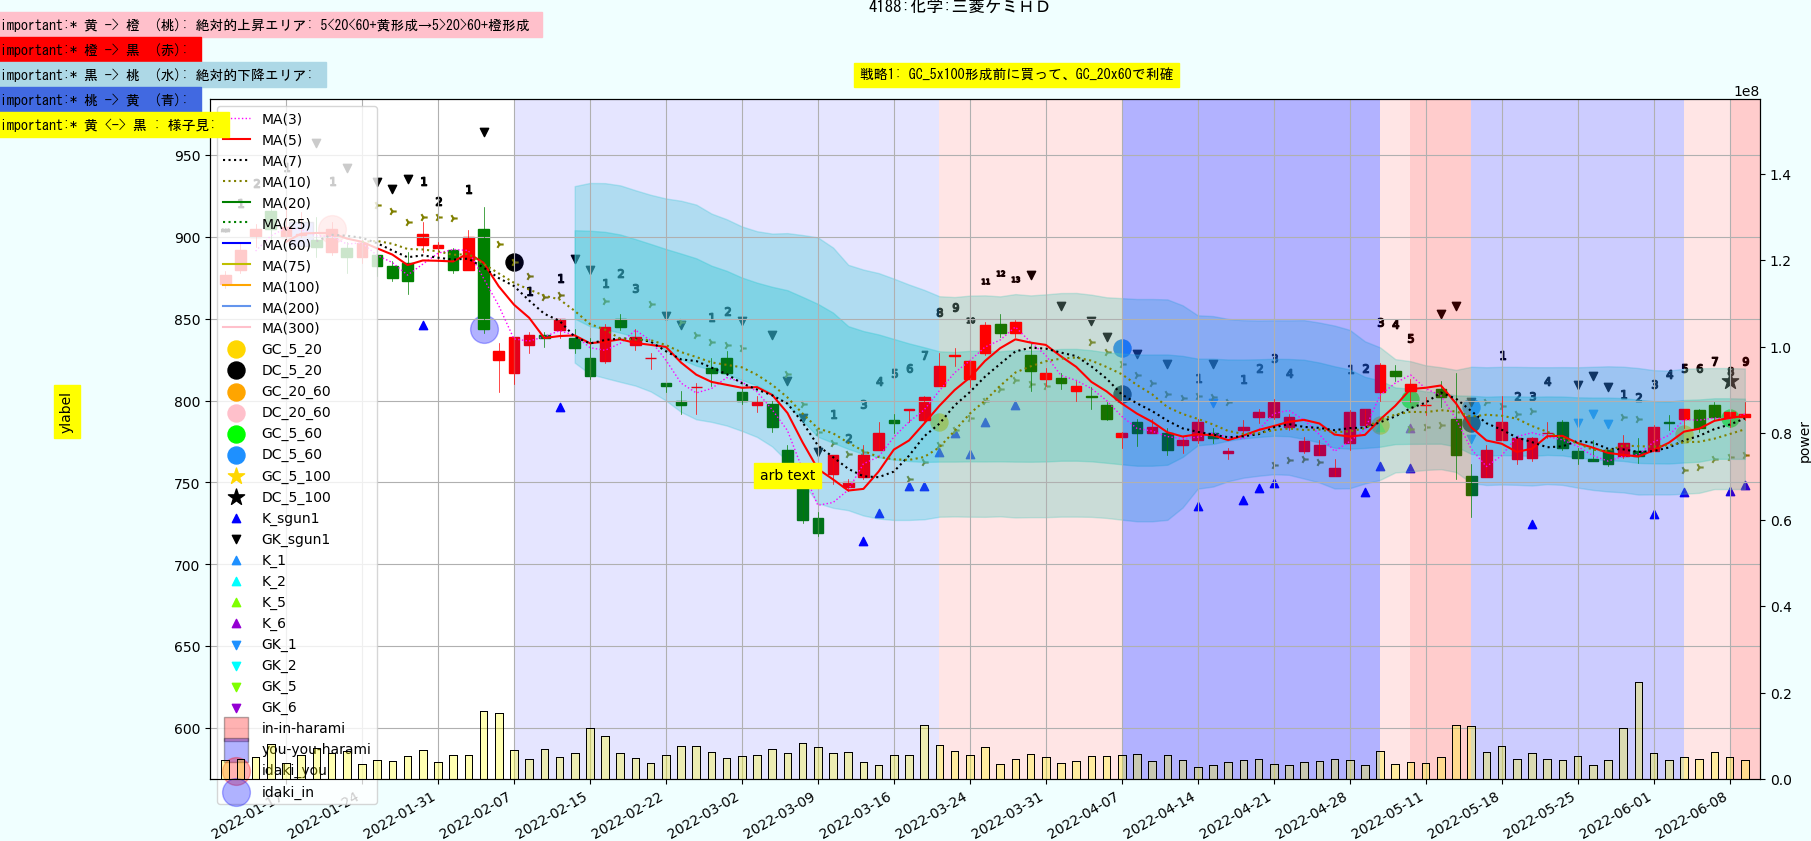 4188:化学:三菱ケミHD
important:* 黄 -> 橙 (桃): 絶対的上昇エリア: 5<20<60+黄形成→5>20>60+橙形成
important:* 橙 -> 黒 (赤):
important:* 黒 -> 桃 (水): 絶対的下降エリア:
important:* 桃 -> 黄 (青):
important:* 黄 <-> 黒 : 様子見:
戦略1: GC_5x100形成前に買って、GC_20x60で利確
1e8
MA(3)
MA(5)
MA(7)
MA(10)
MA(20)
MA(25)
MA(60)
MA(75)
MA(100)
MA(200)
MA(300)
GC_5_20
DC_5_20
GC_20_60
DC_20_60
GC_5_60
DC_5_60
GC_5_100
DC_5_100
K_sgun1
GK_sgun1
K_1
K_2
K_5
K_6
GK_1
GK_2
GK_5
GK_6
in-in-harami
you-you-harami
idaki_you
idaki_in
950
900
850
800
750
700
650
600
ylabel
arb text
1.4
1.2
1.0
0.8
0.6
0.4
0.2
0.0
power
2022-01-17
2022-01-24
2022-01-31
2022-02-07
2022-02-15
2022-02-22
2022-03-02
2022-03-09
2022-03-16
2022-03-24
2022-03-31
2022-04-07
2022-04-14
2022-04-21
2022-04-28
2022-05-11
2022-05-18
2022-05-25
2022-06-01
2022-06-08